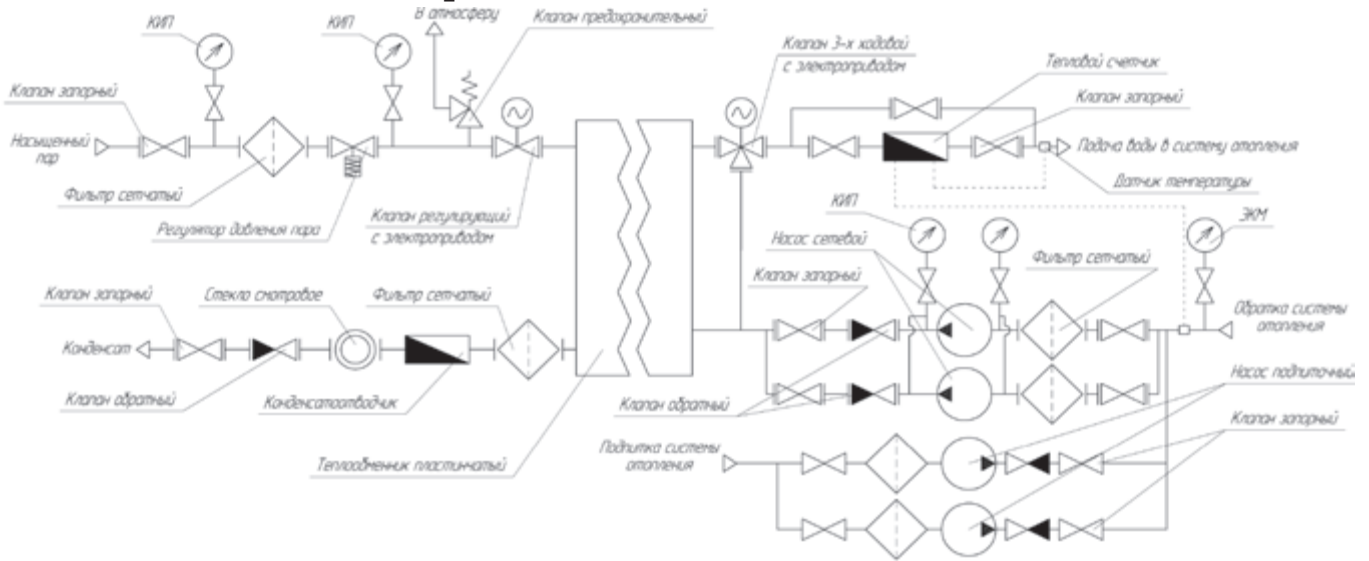 КИП
КИП
В атмосферу
Клапан предохранительный
Клапан 3-х ходовой
с электроприводом
Тепловой счетчик
Клапан запорный
Клапан запорный
Насыщенный
пар
Подача воды в систему отопления
Фильтр сетчатый
Регулятор давления пара
Клапан регулирующий
с электроприводом
Датчик температуры
КИП
ЭКМ
Насос сетевой
Фильтр сетчатый
Клапан запорный
Клапан запорный
Стекло смотровое
Фильтр сетчатый
Обратка системы
отопления
Конденсат
Насос подпиточный
Клапан обратный
Конденсатоотводчик
Клапан обратный
Клапан запорный
Подпитка системы
отопления
Теплообменник пластинчатый